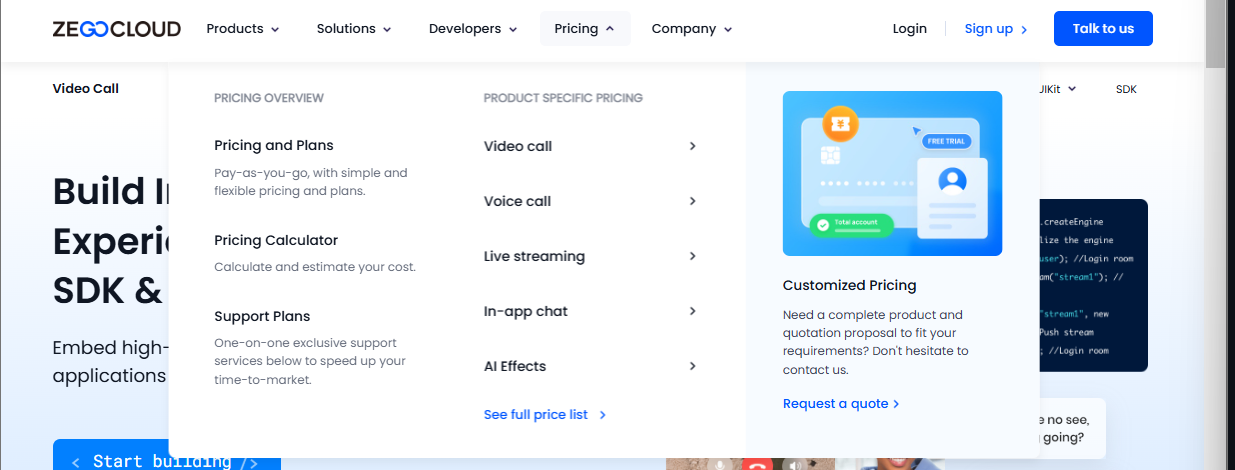 ZEGOCLOUD Products Solutions Developers Pricing Company Login Sign up Talk to us
Video Call
SDK
PRICING OVERVIEW
Pricing and Plans
Pay-as-you-go, with simple and
flexible pricing and plans.
Pricing Calculator
Calculate and estimate your cost.
Support Plans
One-on-one exclusive support
services below to speed up your
time-to-market.
PRODUCT SPECIFIC PRICING
Video call
Voice call
Live streaming
In-app chat
AI Effects
See full price list
FREE TRIAL
Total account
Customized Pricing
Need a complete product and
quotation proposal to fit your
requirements? Don't hesitate to
contact us.
Request a quote
Build
SDK &
Embed high-
applications
< Start building />
.createEngine
lize the engine
user); //Login room
am("stream1"); //
"stream1", new
Push stream
; //Login room
e no see,
going?